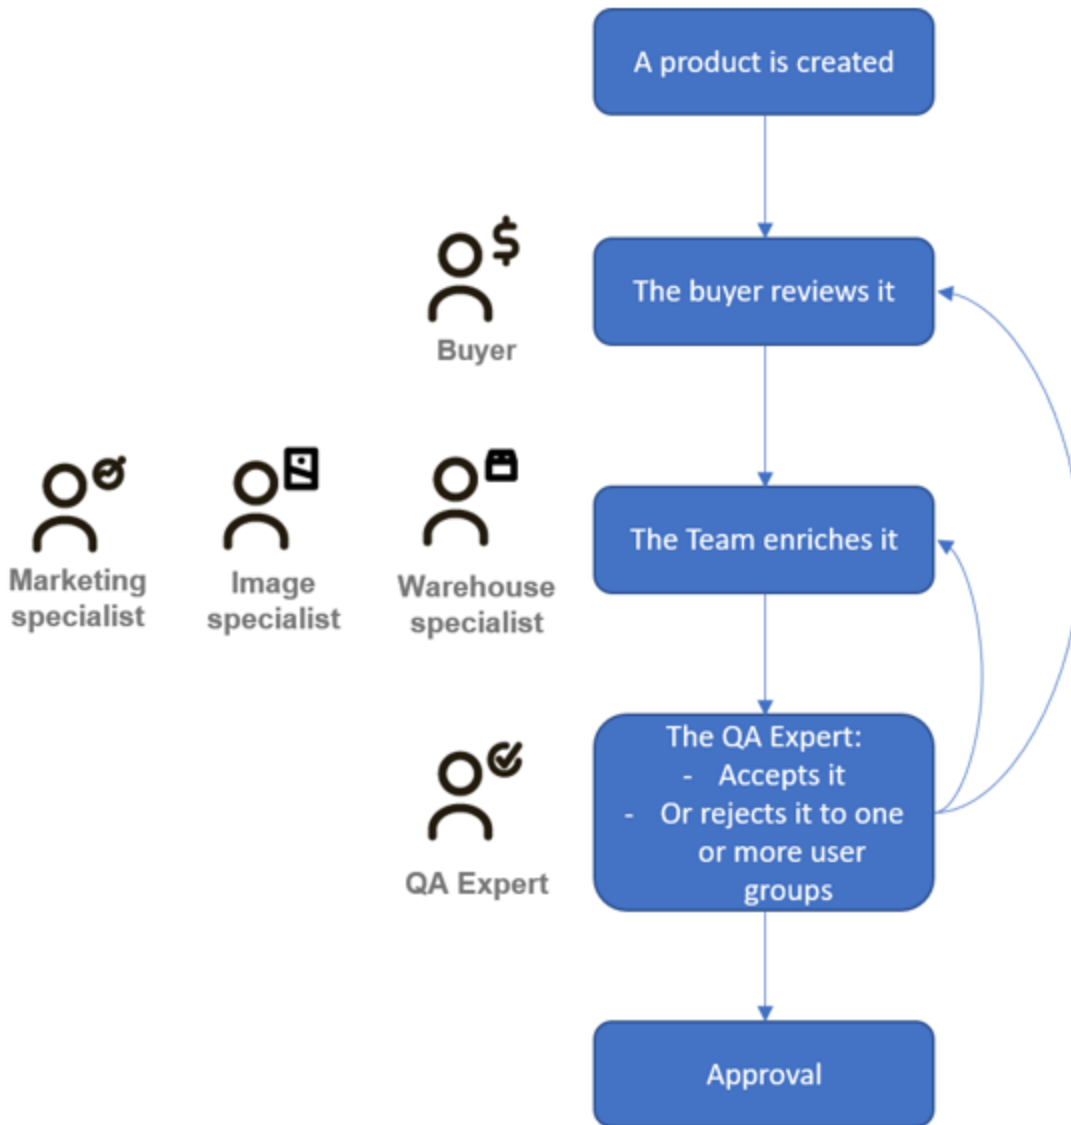 A product is created
The buyer reviews it
Buyer
The Team enriches it
Marketing
specialist
Image
specialist
Warehouse
specialist
The QA Expert:
- Accepts it
- Or rejects it to one
or more user
groups
QA Expert
Approval